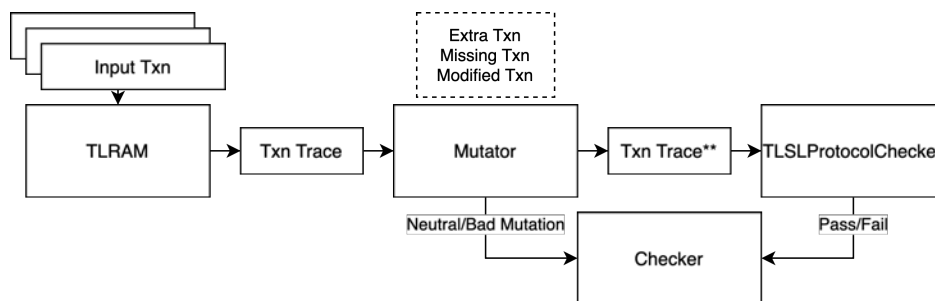 Input Txn
Extra Txn
Missing Txn
Modified Txn
TLRAM
Txn Trace
Mutator
Txn Trace**
TLSLProtocolChecke
Neutral/Bad Mutation
Pass/Fail
Checker